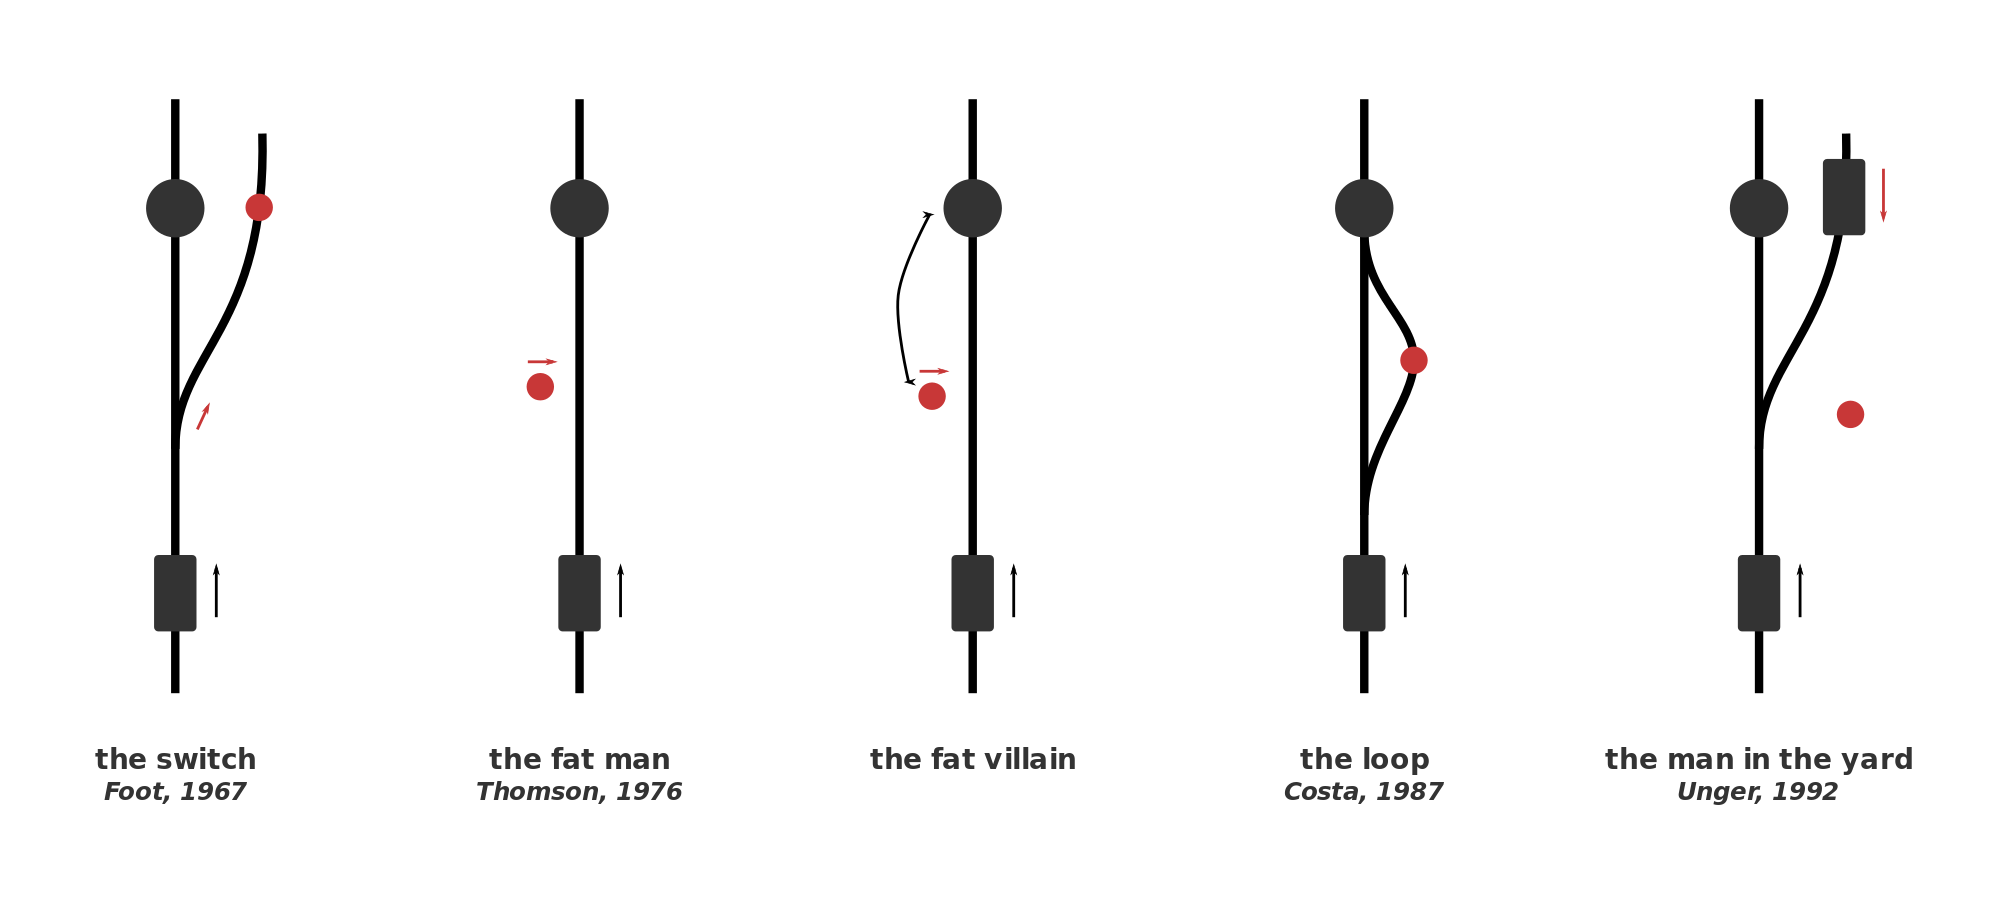 the switch
Foot, 1967
the fat man
Thomson, 1976
the fat villain
the loop
Costa, 1987
the man in the yard
Unger, 1992